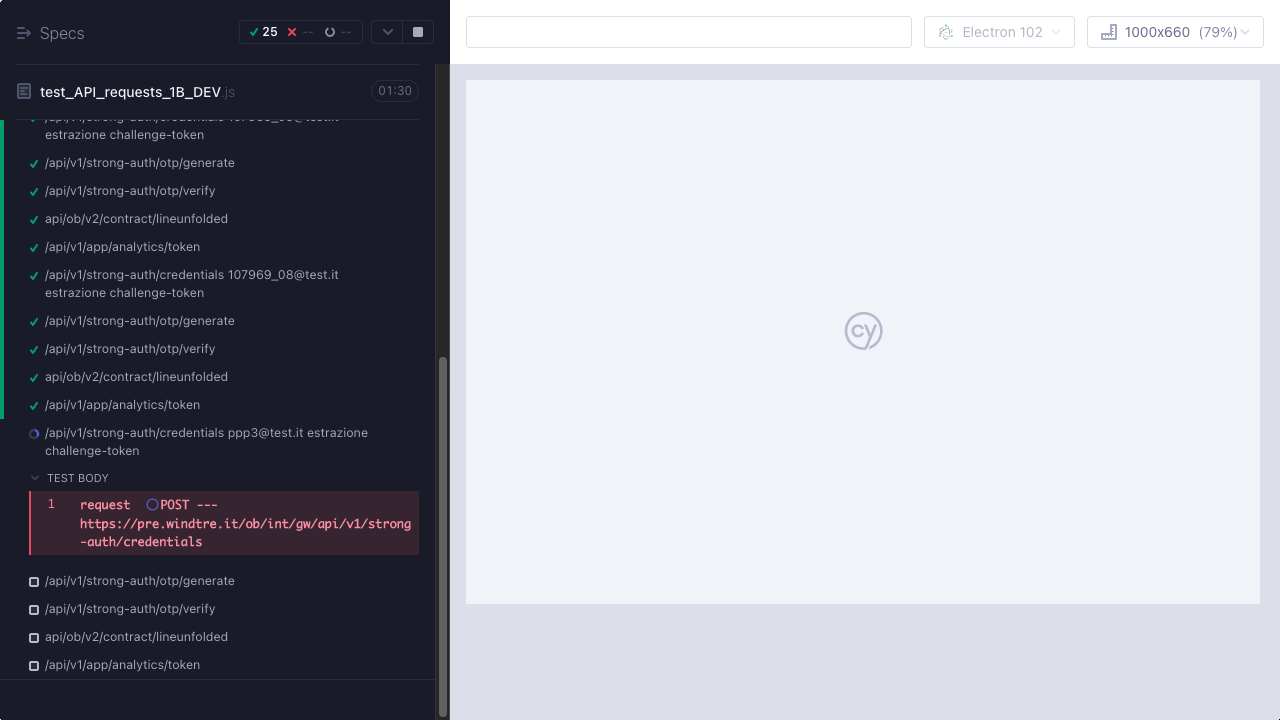 Specs
25
--
--
Electron 102
1000x660 (79%)
test_API_requests_1B_DEV.js
01:30
estrazione challenge-token
/api/v1/strong-auth/otp/generate
/api/v1/strong-auth/otp/verify
api/ob/v2/contract/lineunfolded
/api/v1/app/analytics/token
/api/v1/strong-auth/credentials 107969_08@test.it
estrazione challenge-token
/api/v1/strong-auth/otp/generate
/api/v1/strong-auth/otp/verify
api/ob/v2/contract/lineunfolded
/api/v1/app/analytics/token
/api/v1/strong-auth/credentials ppp3@test.it estrazione
challenge-token
TEST BODY
1 request POST ---
https://pre.windtre.it/ob/int/gw/api/v1/strong
-auth/credentials
/api/v1/strong-auth/otp/generate
/api/v1/strong-auth/otp/verify
api/ob/v2/contract/lineunfolded
/api/v1/app/analytics/token
cy